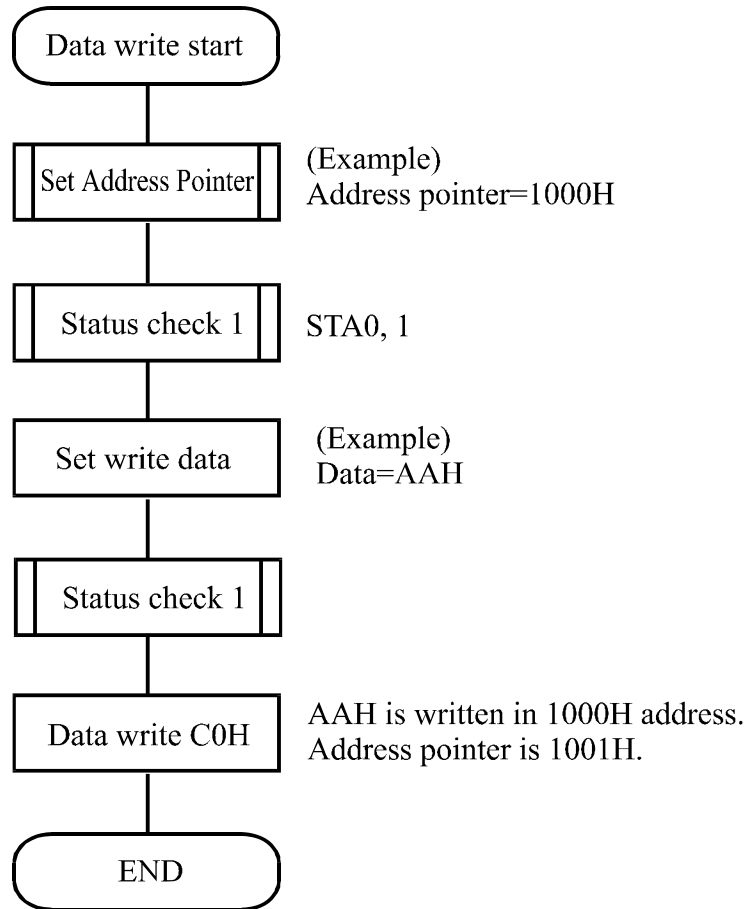 Data write start
Set Address Pointer
(Example)
Address pointer=1000H
Status check 1
STA0, 1
Set write data
(Example)
Data=AAH
Status check 1
Data write C0H
AAH is written in 1000H address.
Address pointer is 1001H.
END